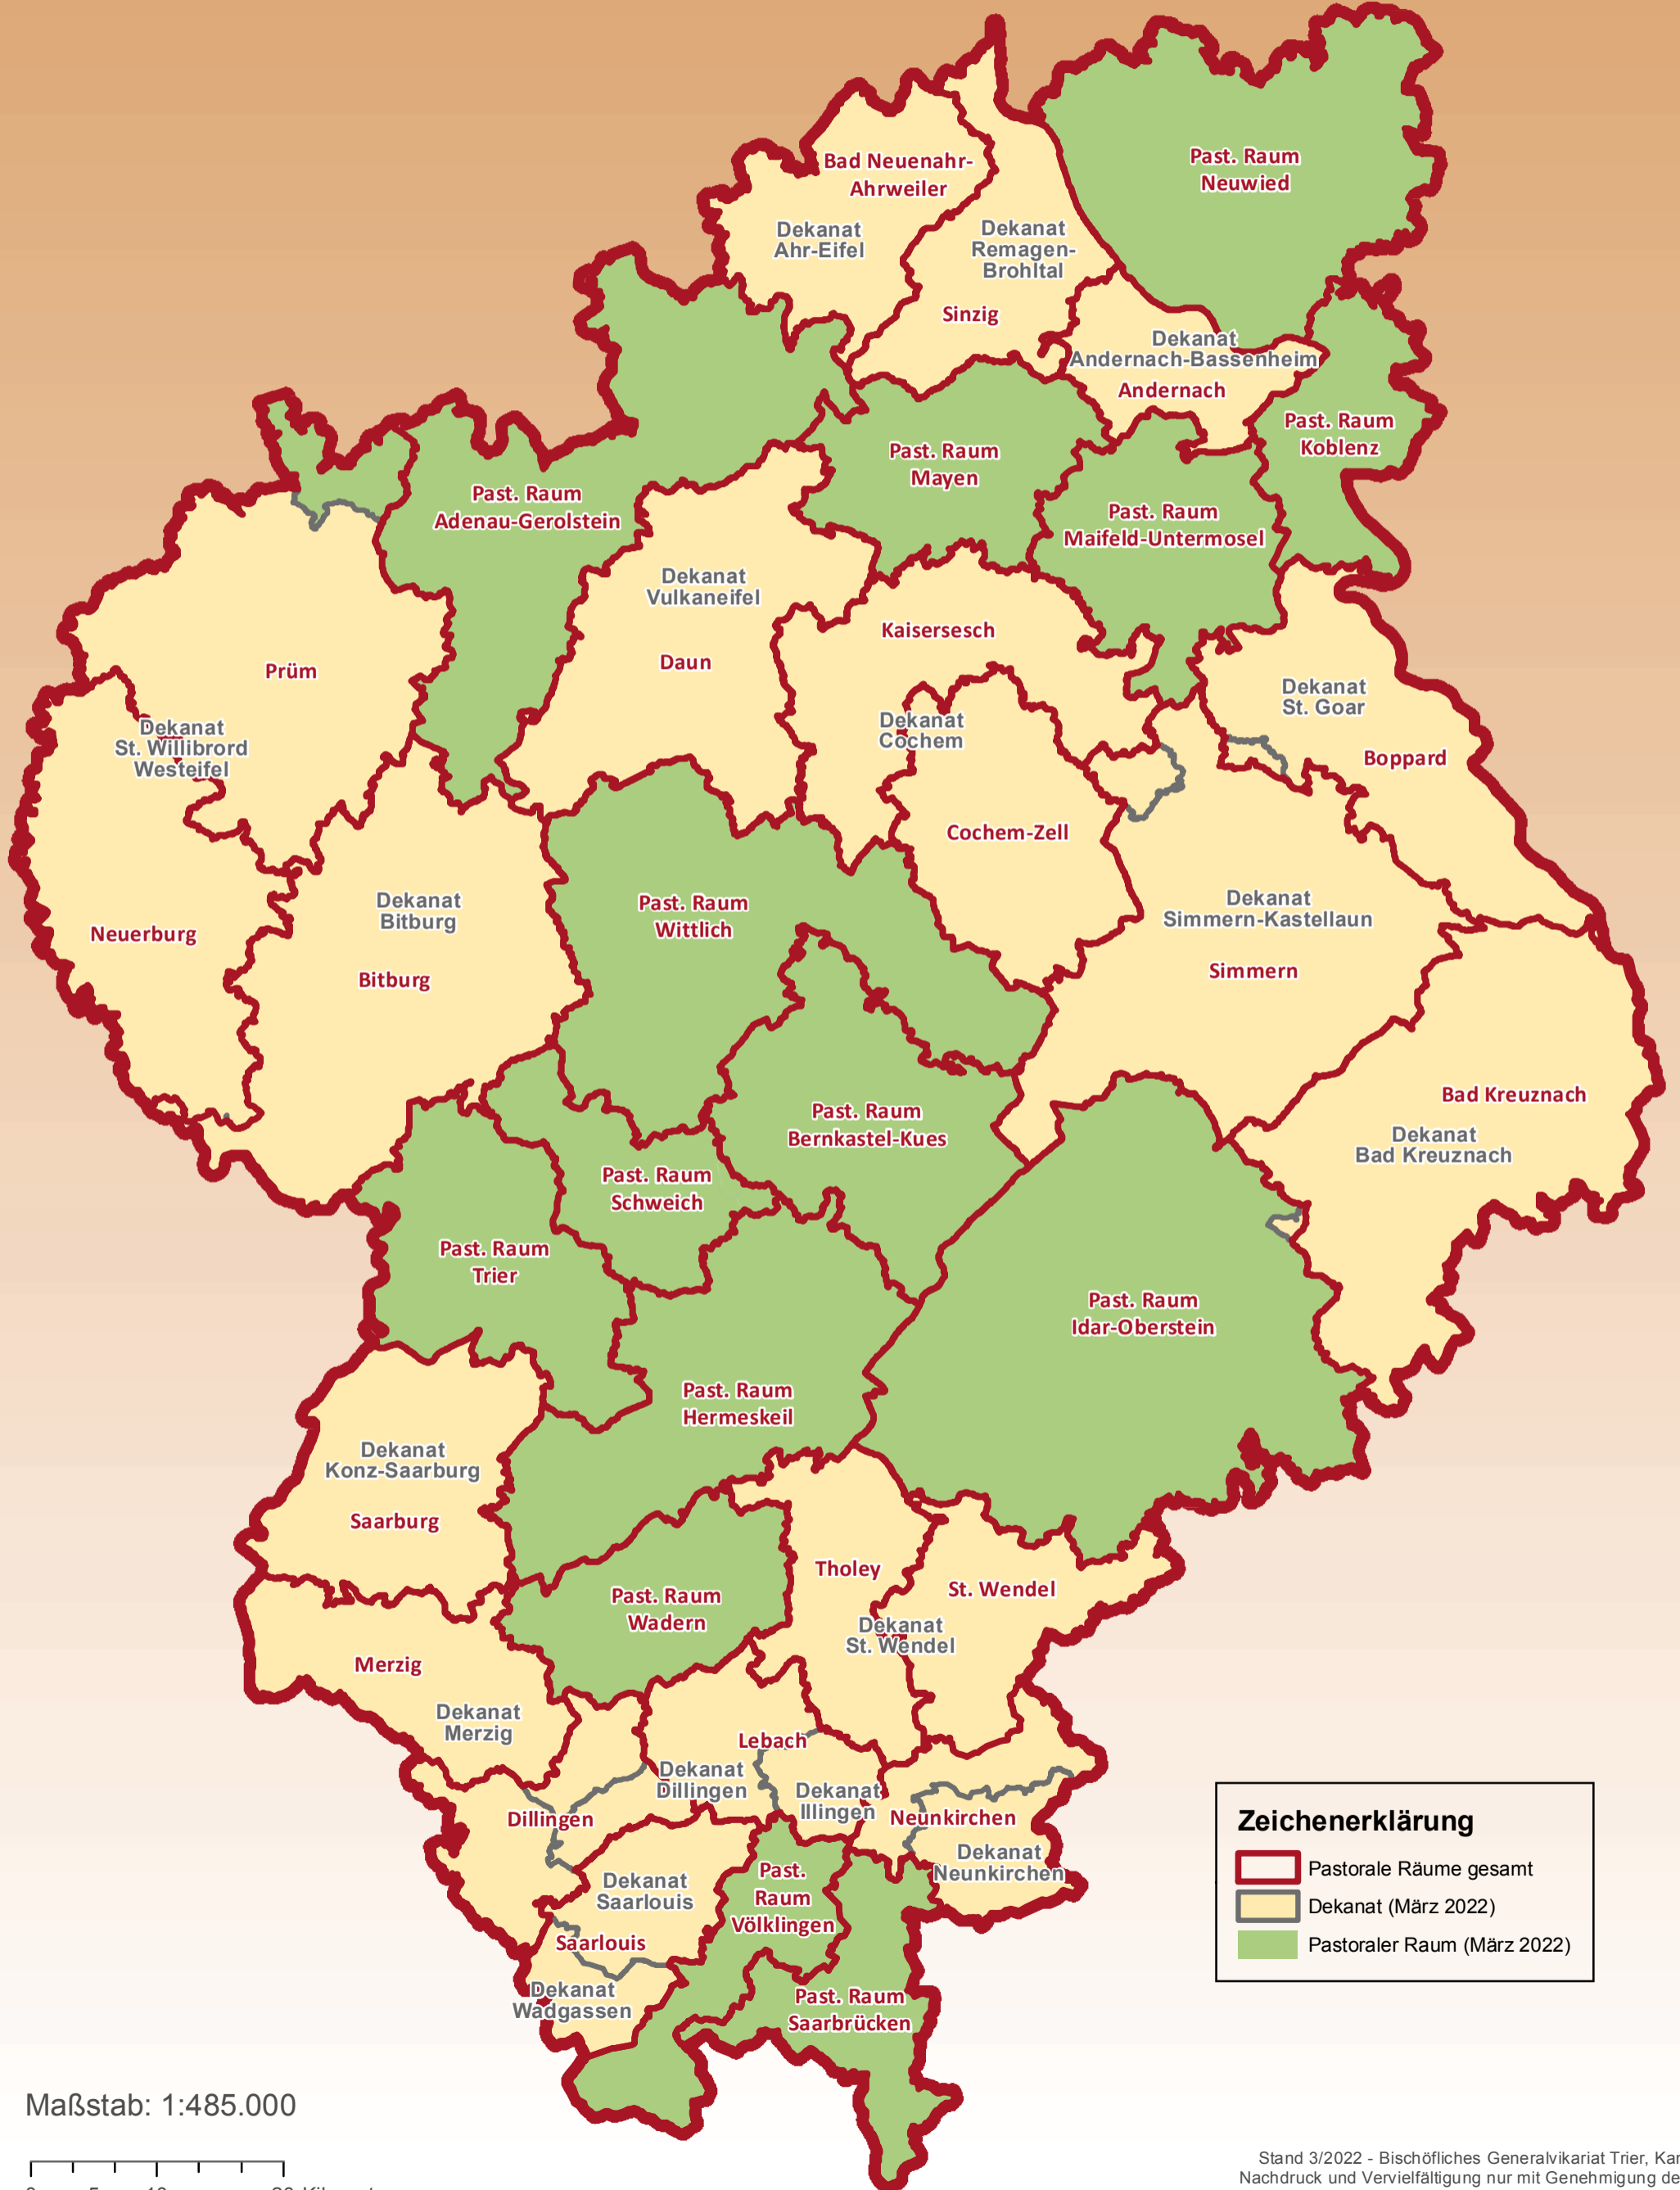 Bad Neuenahr-
Ahrweiler
Dekanat
Ahr-Eifel
Dekanat
Remagen-
Brohltal
Sinzig
Past. Raum
Neuwied
Dekanat
Andernach-Bassenheim
Andernach
Past. Raum
Koblenz
Past. Raum
Mayen
Past. Raum
Adenau-Gerolstein
Past. Raum
Maifeld-Untermosel
Dekanat
Vulkaneifel
Daun
Kaisersesch
Prüm
Dekanat
St. Willibrord
Westeifel
Dekanat
Cochem
Dekanat
St. Goar
Boppard
Cochem-Zell
Neuerburg
Dekanat
Bitburg
Bitburg
Past. Raum
Wittlich
Dekanat
Simmern-Kastellaun
Simmern
Bad Kreuznach
Dekanat
Bad Kreuznach
Past. Raum
Bernkastel-Kues
Past. Raum
Schweich
Past. Raum
Trier
Past. Raum
Idar-Oberstein
Past. Raum
Hermeskeil
Dekanat
Konz-Saarburg
Saarburg
Tholey
St. Wendel
Dekanat
St. Wendel
Past. Raum
Wadern
Merzig
Dekanat
Merzig
Lebach
Dekanat
Dillingen
Dekanat
Illingen
Dillingen
Neunkirchen
Dekanat
Neunkirchen
Dekanat
Saarlouis
Saarlouis
Dekanat
Wadgassen
Past.
Raum
Völklingen
Past. Raum
Saarbrücken
Zeichenerklärung
Pastorale Räume gesamt
Dekanat (März 2022)
Pastoraler Raum (März 2022)
Maßstab: 1:485.000
Stand 3/2022 - Bischöfliches Generalvikariat Trier,
Nachdruck und Vervielfältigung nur mit Genehmigung